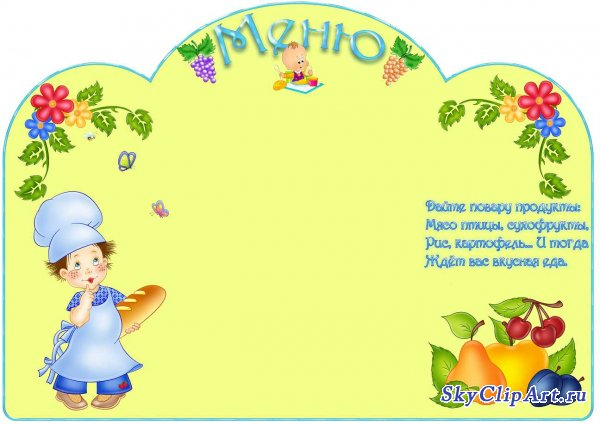 Меню
Дайте повару продукты:
Мясо птицы, сухофрукты,
Рис, картофель... И тогда
Ждёт вас вкусная еда.
SkyClipArt.ru